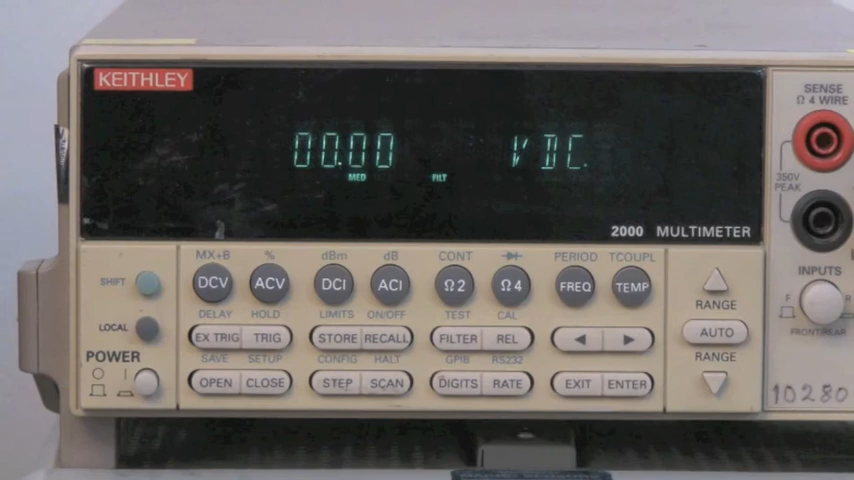 KEITHLEY
00.00 VDC.
MED FILT
2000 MULTIMETER
SENSE
Ω 4 WIRE
350V
PEAK
INPUTS
F R
FRONT/REAR
10280
MX+B % dBm dB CONT PERIOD TCOUPL
SHIFT DCV ACV DCI ACI Ω2 Ω4 FREQ TEMP
DELAY HOLD LIMITS ON/OFF TEST CAL
LOCAL EX TRIG TRIG STORE RECALL FILTER REL
SAVE SETUP CONFIG HALT GPIB RS232
POWER OPEN CLOSE STEP SCAN DIGITS RATE EXIT ENTER
RANGE
AUTO
RANGE